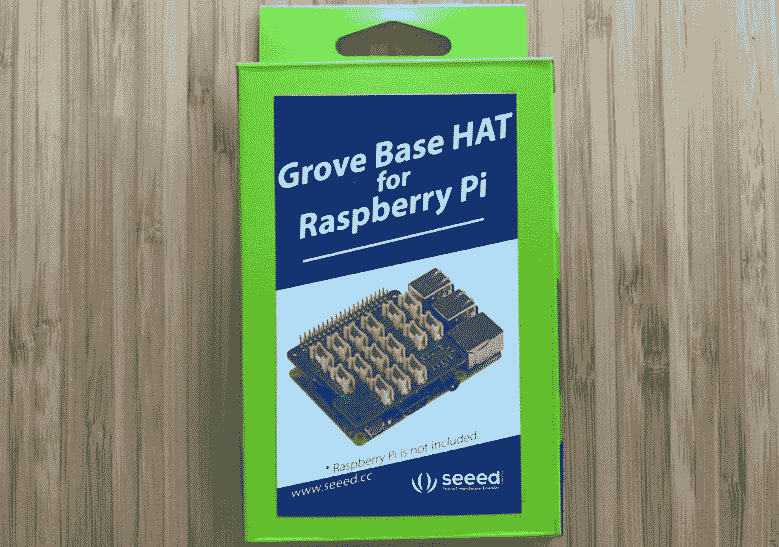 Grove Base HAT
for
Raspberry Pi
* Raspberry Pi is not included.
www.seeed.cc
seeed